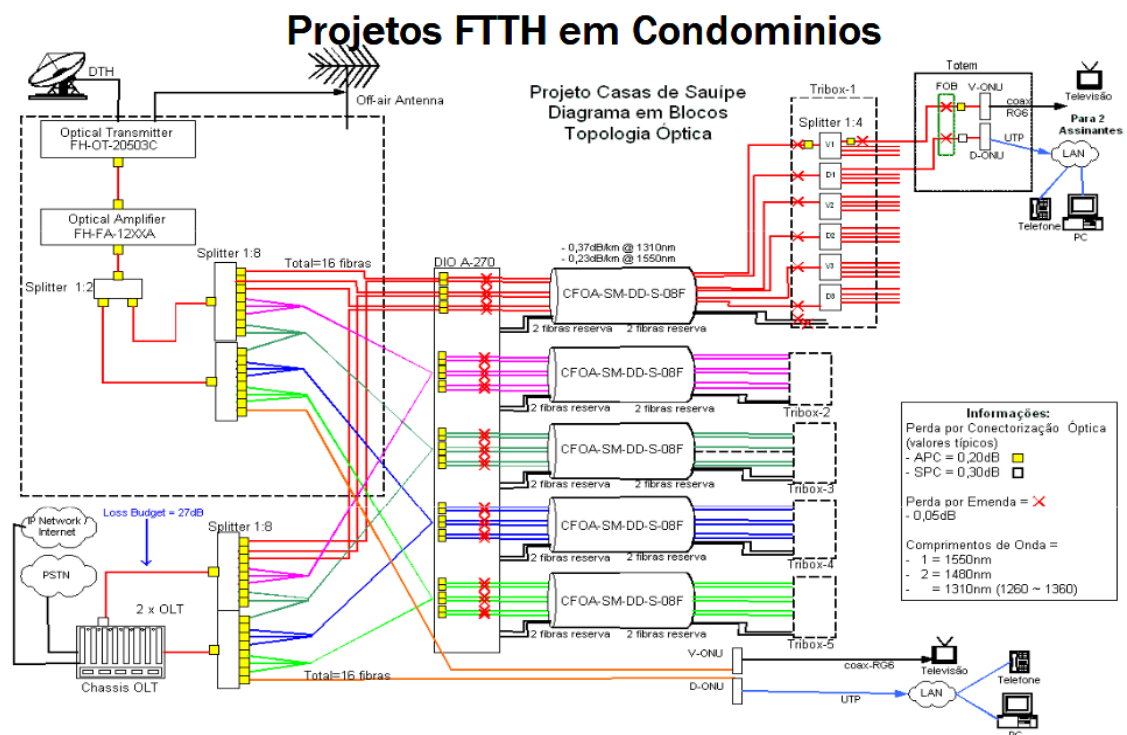 Projetos FTTH em Condominios
DTH
Off-air Antenna
Projeto Casas de Sauípe
Diagrama em Blocos
Topologia Óptica
Optical Transmitter
FH-OT-20503C
Optical Amplifier
FH-FA-12XXA
Splitter 1:2
Splitter 1:8
Total=16 fibras
DIO A-270
- 0,37dB/km @ 1310nm
- 0,23dB/km @ 1550nm
CFOA-SM-DD-S-08F
2 fibras reserva
2 fibras reserva
Tribox-1
Splitter 1:4
V1
D1
V2
D2
V3
D3
Totem
FOB
V-ONU
coax
RG6
D-ONU
UTP
Televisão
Para 2
Assinantes
LAN
Telefone
PC
CFOA-SM-DD-S-08F
2 fibras reserva
2 fibras reserva
Tribox-2
CFOA-SM-DD-S-08F
2 fibras reserva
2 fibras reserva
Tribox-3
CFOA-SM-DD-S-08F
2 fibras reserva
2 fibras reserva
Tribox-4
CFOA-SM-DD-S-08F
2 fibras reserva
2 fibras reserva
Tribox-5
Informações:
Perda por Conectorização Óptica
(valores típicos)
- APC = 0,20dB
- SPC = 0,30dB
Perda por Emenda =
- 0,05dB
Comprimentos de Onda =
- 1 = 1550nm
- 2 = 1480nm
- = 1310nm (1260 ~ 1360)
IP Network /
Internet
Loss Budget = 27dB
Splitter 1:8
PSTN
2 x OLT
Chassis OLT
Total=16 fibras
V-ONU
coax-RG6
Televisão
D-ONU
UTP
LAN
Telefone
PC